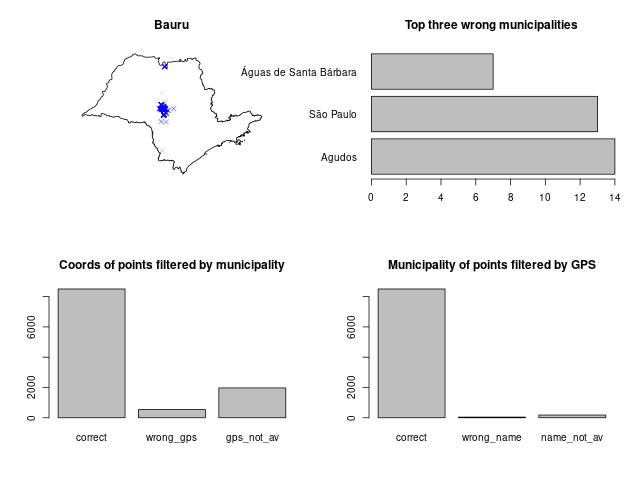 Bauru
Top three wrong municipalities
Águas de Santa Bárbara
São Paulo
Agudos
0 2 4 6 8 10 12 14
Coords of points filtered by municipality
6000
2000
0
correct wrong_gps gps_not_av
Municipality of points filtered by GPS
6000
2000
0
correct wrong_name name_not_av